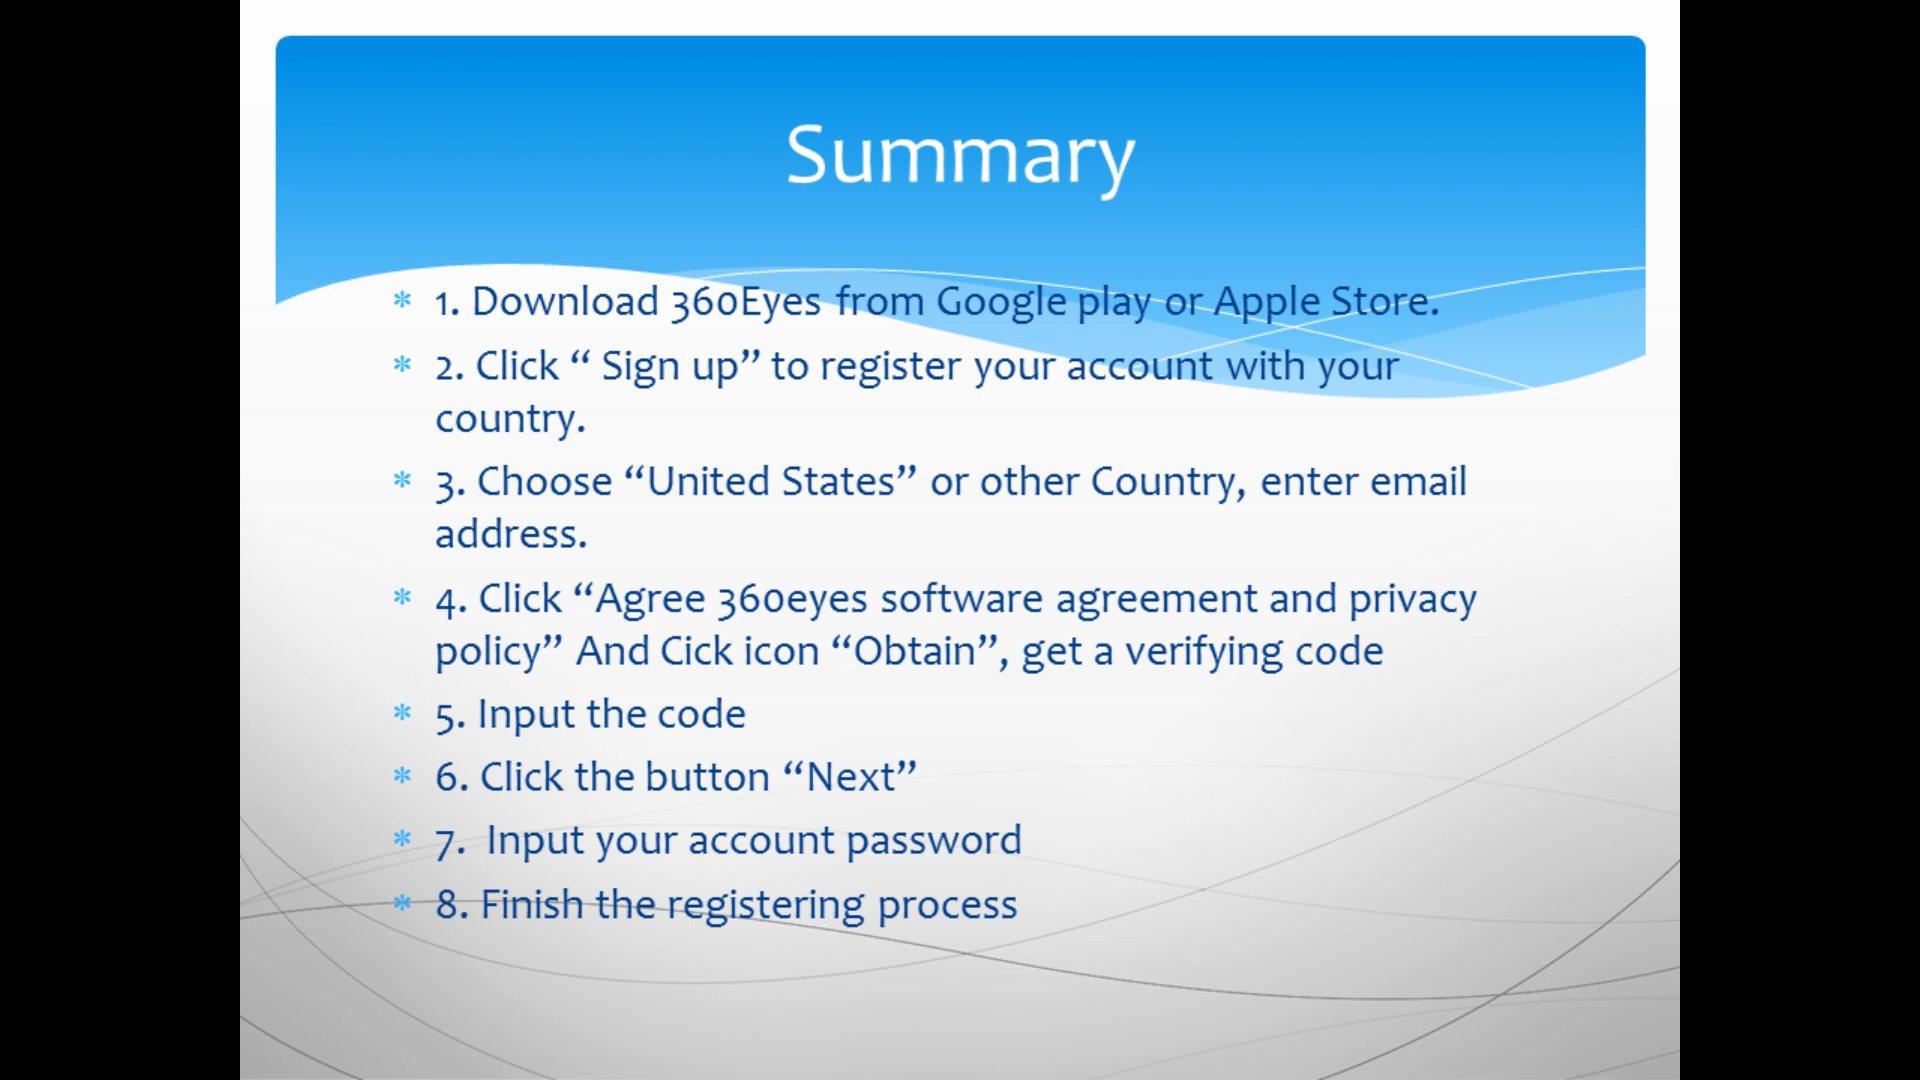 Summary
* 1. Download 360Eyes from Google play or Apple Store.
* 2. Click “ Sign up” to register your account with your
country.
* 3. Choose “United States” or other Country, enter email
address.
* 4. Click “Agree 360eyes software agreement and privacy
policy” And Cick icon “Obtain”, get a verifying code
* 5. Input the code
* 6. Click the button “Next”
* 7.  Input your account password
* 8. Finish the registering process